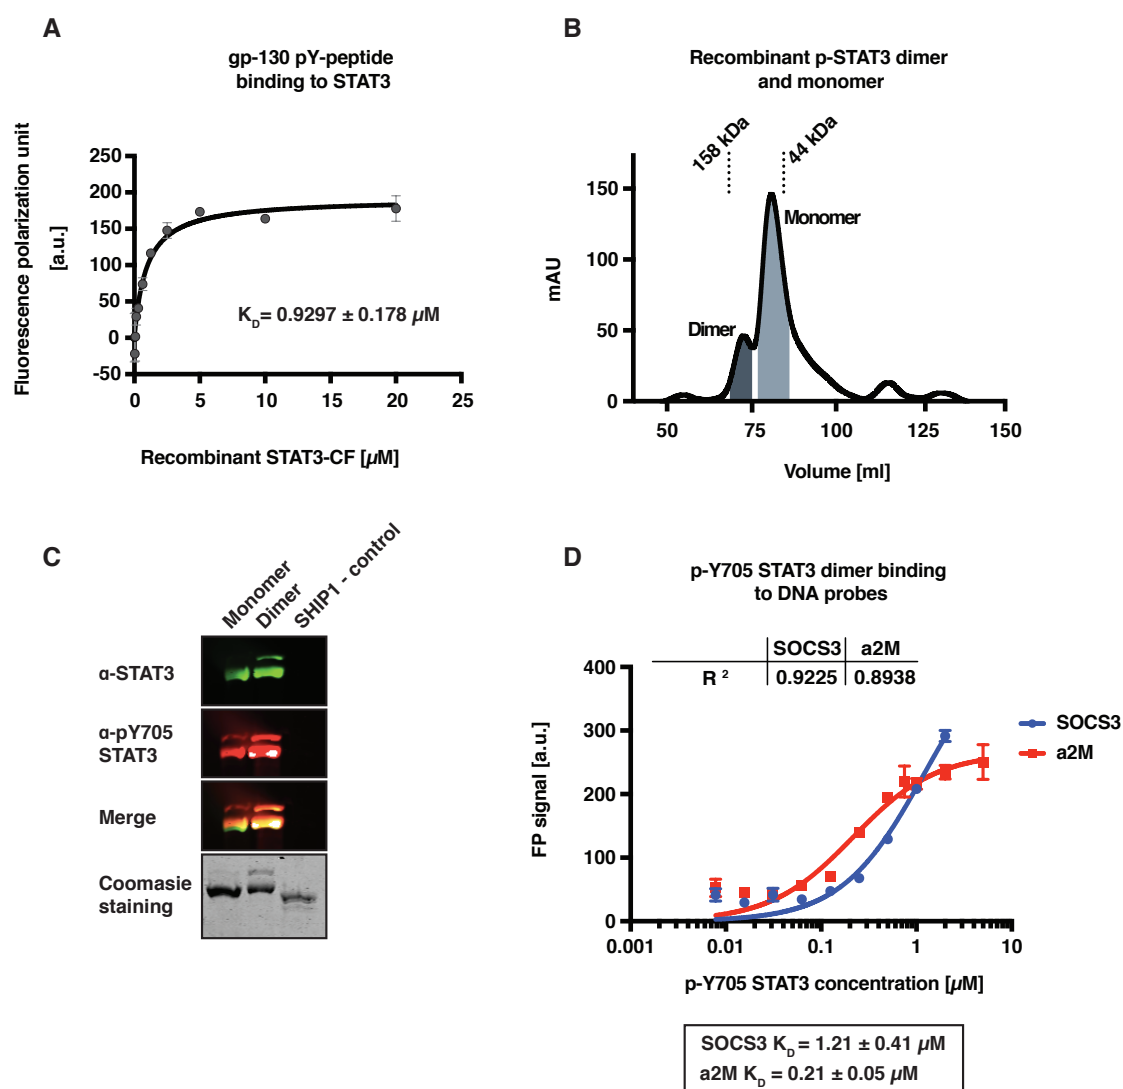 A
gp-130 pY-peptide
binding to STAT3
Fluorescence polarization unit
[a.u.]
250
200
150
100
50
0
-50
0
5
10
15
20
25
K_D = 0.9297 ± 0.178 µM
Recombinant STAT3-CF [µM]
B
Recombinant p-STAT3 dimer
and monomer
158 kDa
44 kDa
mAU
150
100
50
0
Monomer
Dimer
50
75
100
125
150
Volume [ml]
C
Monomer
Dimer
SHIP1 - control
α-STAT3
α-pY705
STAT3
Merge
Coomasie
staining
D
p-Y705 STAT3 dimer binding
to DNA probes
SOCS3 a2M
R ² 0.9225 0.8938
FP signal [a.u.]
400
300
200
100
0
SOCS3
a2M
0.001
0.01
0.1
1
10
p-Y705 STAT3 concentration [µM]
SOCS3 K_D = 1.21 ± 0.41 µM
a2M K_D = 0.21 ± 0.05 µM